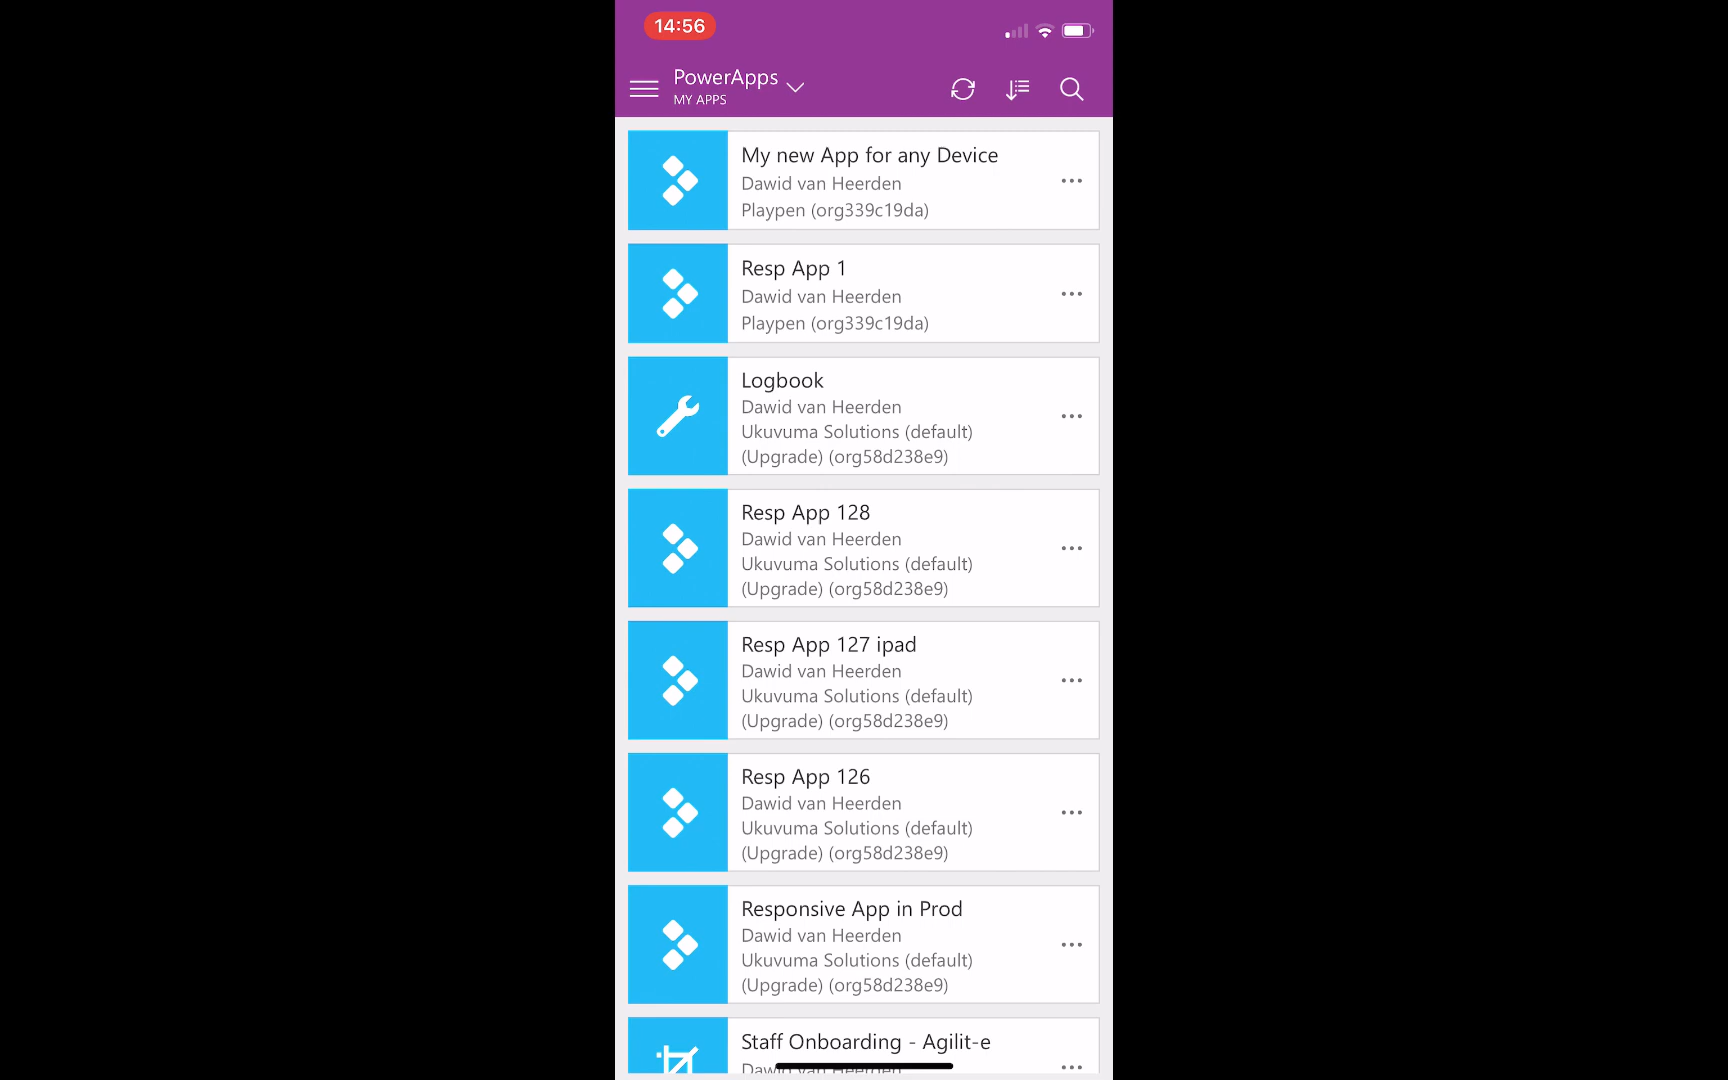 14:56
PowerApps
MY APPS
My new App for any Device
Dawid van Heerden
Playpen (org339c19da)
Resp App 1
Dawid van Heerden
Playpen (org339c19da)
Logbook
Dawid van Heerden
Ukuvuma Solutions (default)
(Upgrade) (org58d238e9)
Resp App 128
Dawid van Heerden
Ukuvuma Solutions (default)
(Upgrade) (org58d238e9)
Resp App 127 ipad
Dawid van Heerden
Ukuvuma Solutions (default)
(Upgrade) (org58d238e9)
Resp App 126
Dawid van Heerden
Ukuvuma Solutions (default)
(Upgrade) (org58d238e9)
Responsive App in Prod
Dawid van Heerden
Ukuvuma Solutions (default)
(Upgrade) (org58d238e9)
Staff Onboarding - Agilit-e
Dawid van Heerden